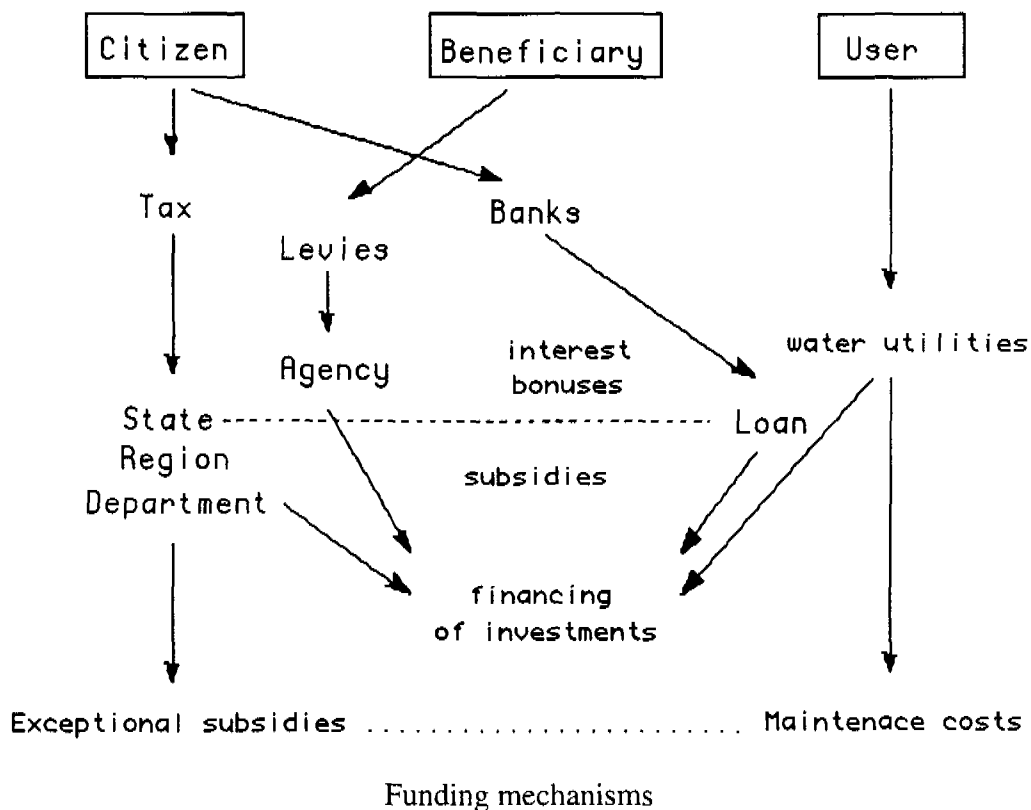 Citizen Beneficiary User
Tax
Banks
Levies
water utilities
interest
bonuses
Agency
State Loan
Region
subsidies
Department
financing
of investments
Exceptional subsidies ........................ Maintenace costs
Funding mechanisms